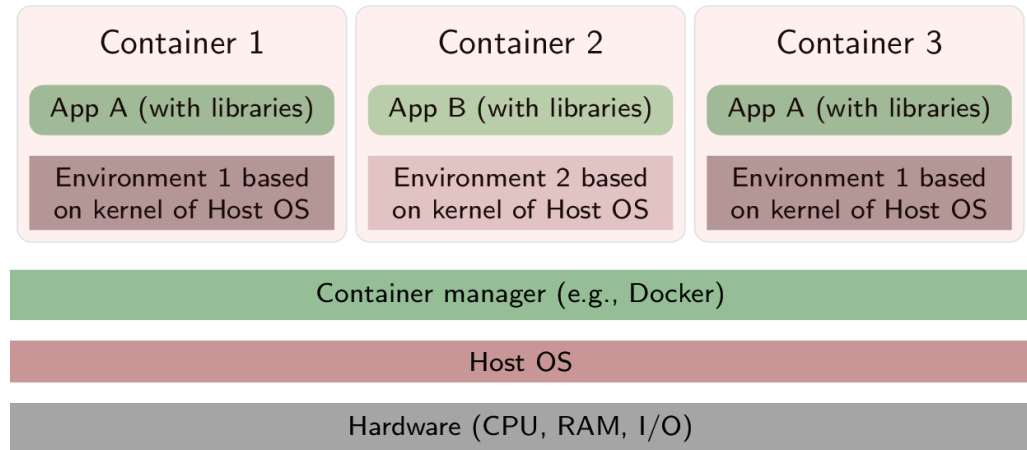 Container 1
App A (with libraries)
Environment 1 based
on kernel of Host OS
Container 2
App B (with libraries)
Environment 2 based
on kernel of Host OS
Container 3
App A (with libraries)
Environment 1 based
on kernel of Host OS
Container manager (e.g., Docker)
Host OS
Hardware (CPU, RAM, I/O)